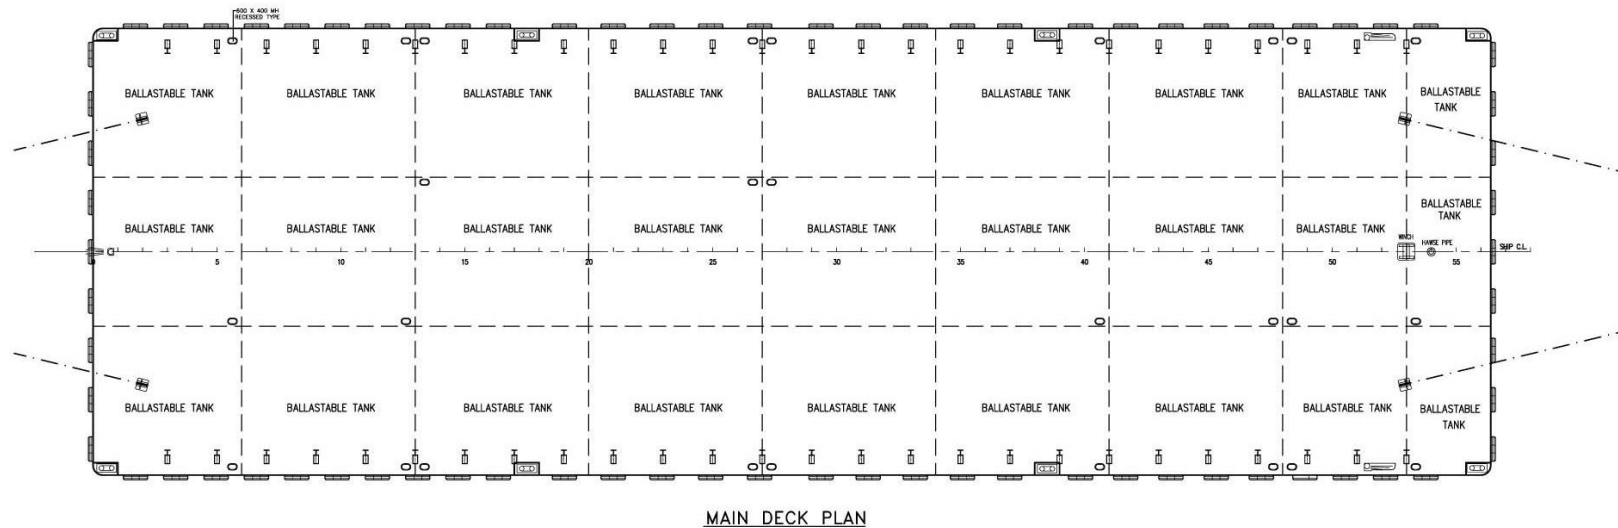 600 X 400 MH
RECESSED TYPE
BALLASTABLE TANK
BALLASTABLE TANK
BALLASTABLE TANK
BALLASTABLE TANK
BALLASTABLE TANK
BALLASTABLE TANK
BALLASTABLE TANK
BALLASTABLE TANK
BALLASTABLE
TANK
BALLASTABLE TANK
BALLASTABLE TANK
BALLASTABLE TANK
BALLASTABLE TANK
BALLASTABLE TANK
BALLASTABLE TANK
BALLASTABLE TANK
BALLASTABLE TANK
BALLASTABLE
TANK
WINCH
HAWSE PIPE
SHIP C.L.
0 5 10 15 20 25 30 35 40 45 50 55
BALLASTABLE TANK
BALLASTABLE TANK
BALLASTABLE TANK
BALLASTABLE TANK
BALLASTABLE TANK
BALLASTABLE TANK
BALLASTABLE TANK
BALLASTABLE TANK
BALLASTABLE
TANK
MAIN DECK PLAN